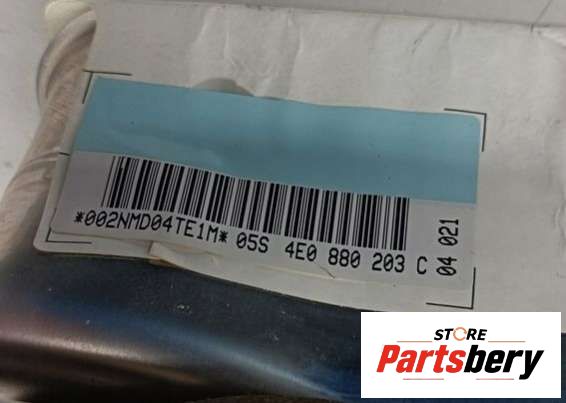 *002NMD04TE1M* 05S 4E0 880 203 C 04 021
STORE
Partsbery